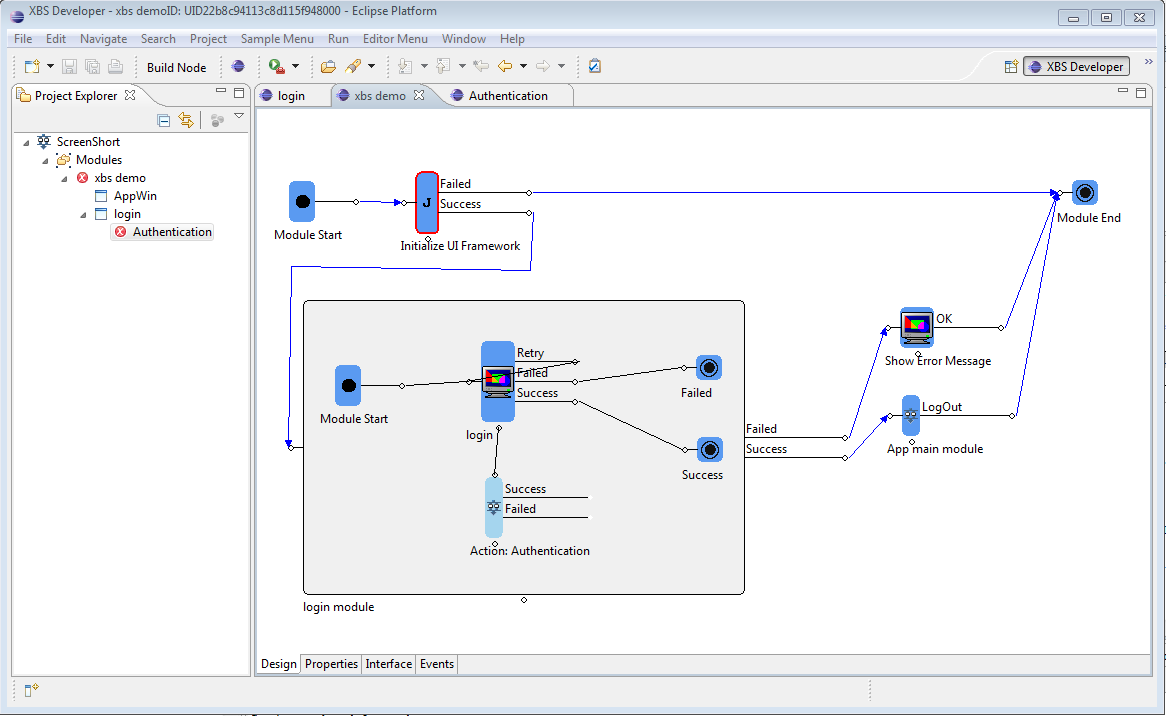 XBS Developer - xbs demoID: UID22b8c94113c8d115f948000 - Eclipse Platform
File Edit Navigate Search Project Sample Menu Run Editor Menu Window Help
Build Node
XBS Developer
Project Explorer
login
xbs demo
Authentication
ScreenShort
Modules
xbs demo
AppWin
login
Authentication
Failed
J
Success
Module Start
Initialize UI Framework
Module End
OK
Show Error Message
Retry
Failed
Success
Module Start
login
Failed
Success
LogOut
App main module
Failed
Success
Success
Failed
Action: Authentication
login module
Design Properties Interface Events